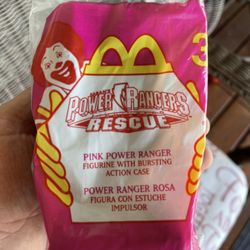 3
POWER RANGERS
RESCUE
PINK POWER RANGER
FIGURINE WITH BURSTING
ACTION CASE
POWER RANGER ROSA
FIGURA CON ESTUCHE
IMPULSOR